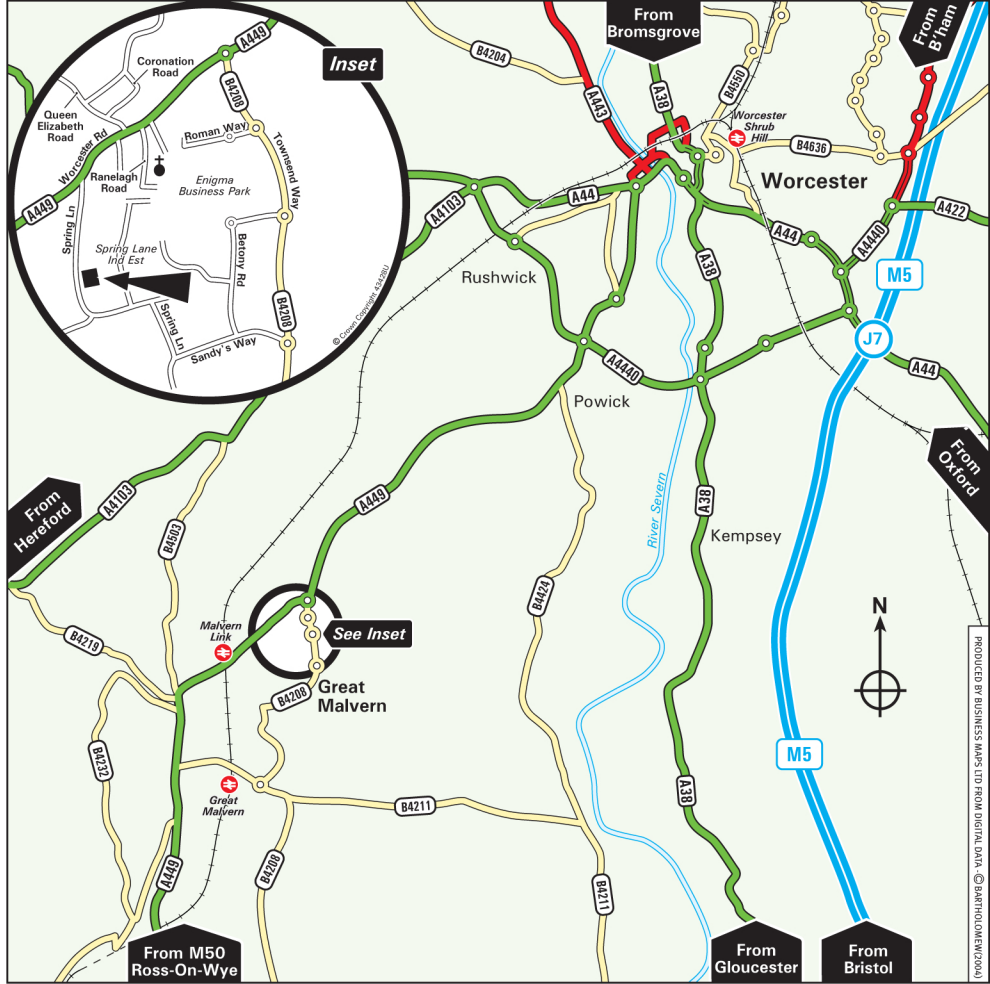 From
Bromsgrove
From
B'ham
Inset
A449
Coronation
Road
B4208
Queen
Elizabeth
Road
Worcester Rd
Roman Way
Townsend Way
Ranelagh
Road
Enigma
Business Park
A449
Spring Ln
Spring Lane
Ind Est
Betony Rd
B4208
Spring Ln
Sandy's Way
© Crown Copyright 43428U
B4204
A443
A38
B4550
Worcester
Shrub
Hill
B4636
Worcester
A4103
A44
A44
A4440
A422
Rushwick
A38
M5
J7
A4440
A44
Powick
From
Hereford
A4103
A449
B4503
River Severn
A38
Kempsey
From
Oxford
B4424
N
Malvern
Link
See Inset
B4219
Great
Malvern
B4208
B4232
M5
Great
Malvern
B4211
A38
A449
B4208
B4211
From M50
Ross-On-Wye
From
Gloucester
From
Bristol
PRODUCED BY BUSINESS MAPS LTD FROM DIGITAL DATA - © BARTHOLOMEW(2004)